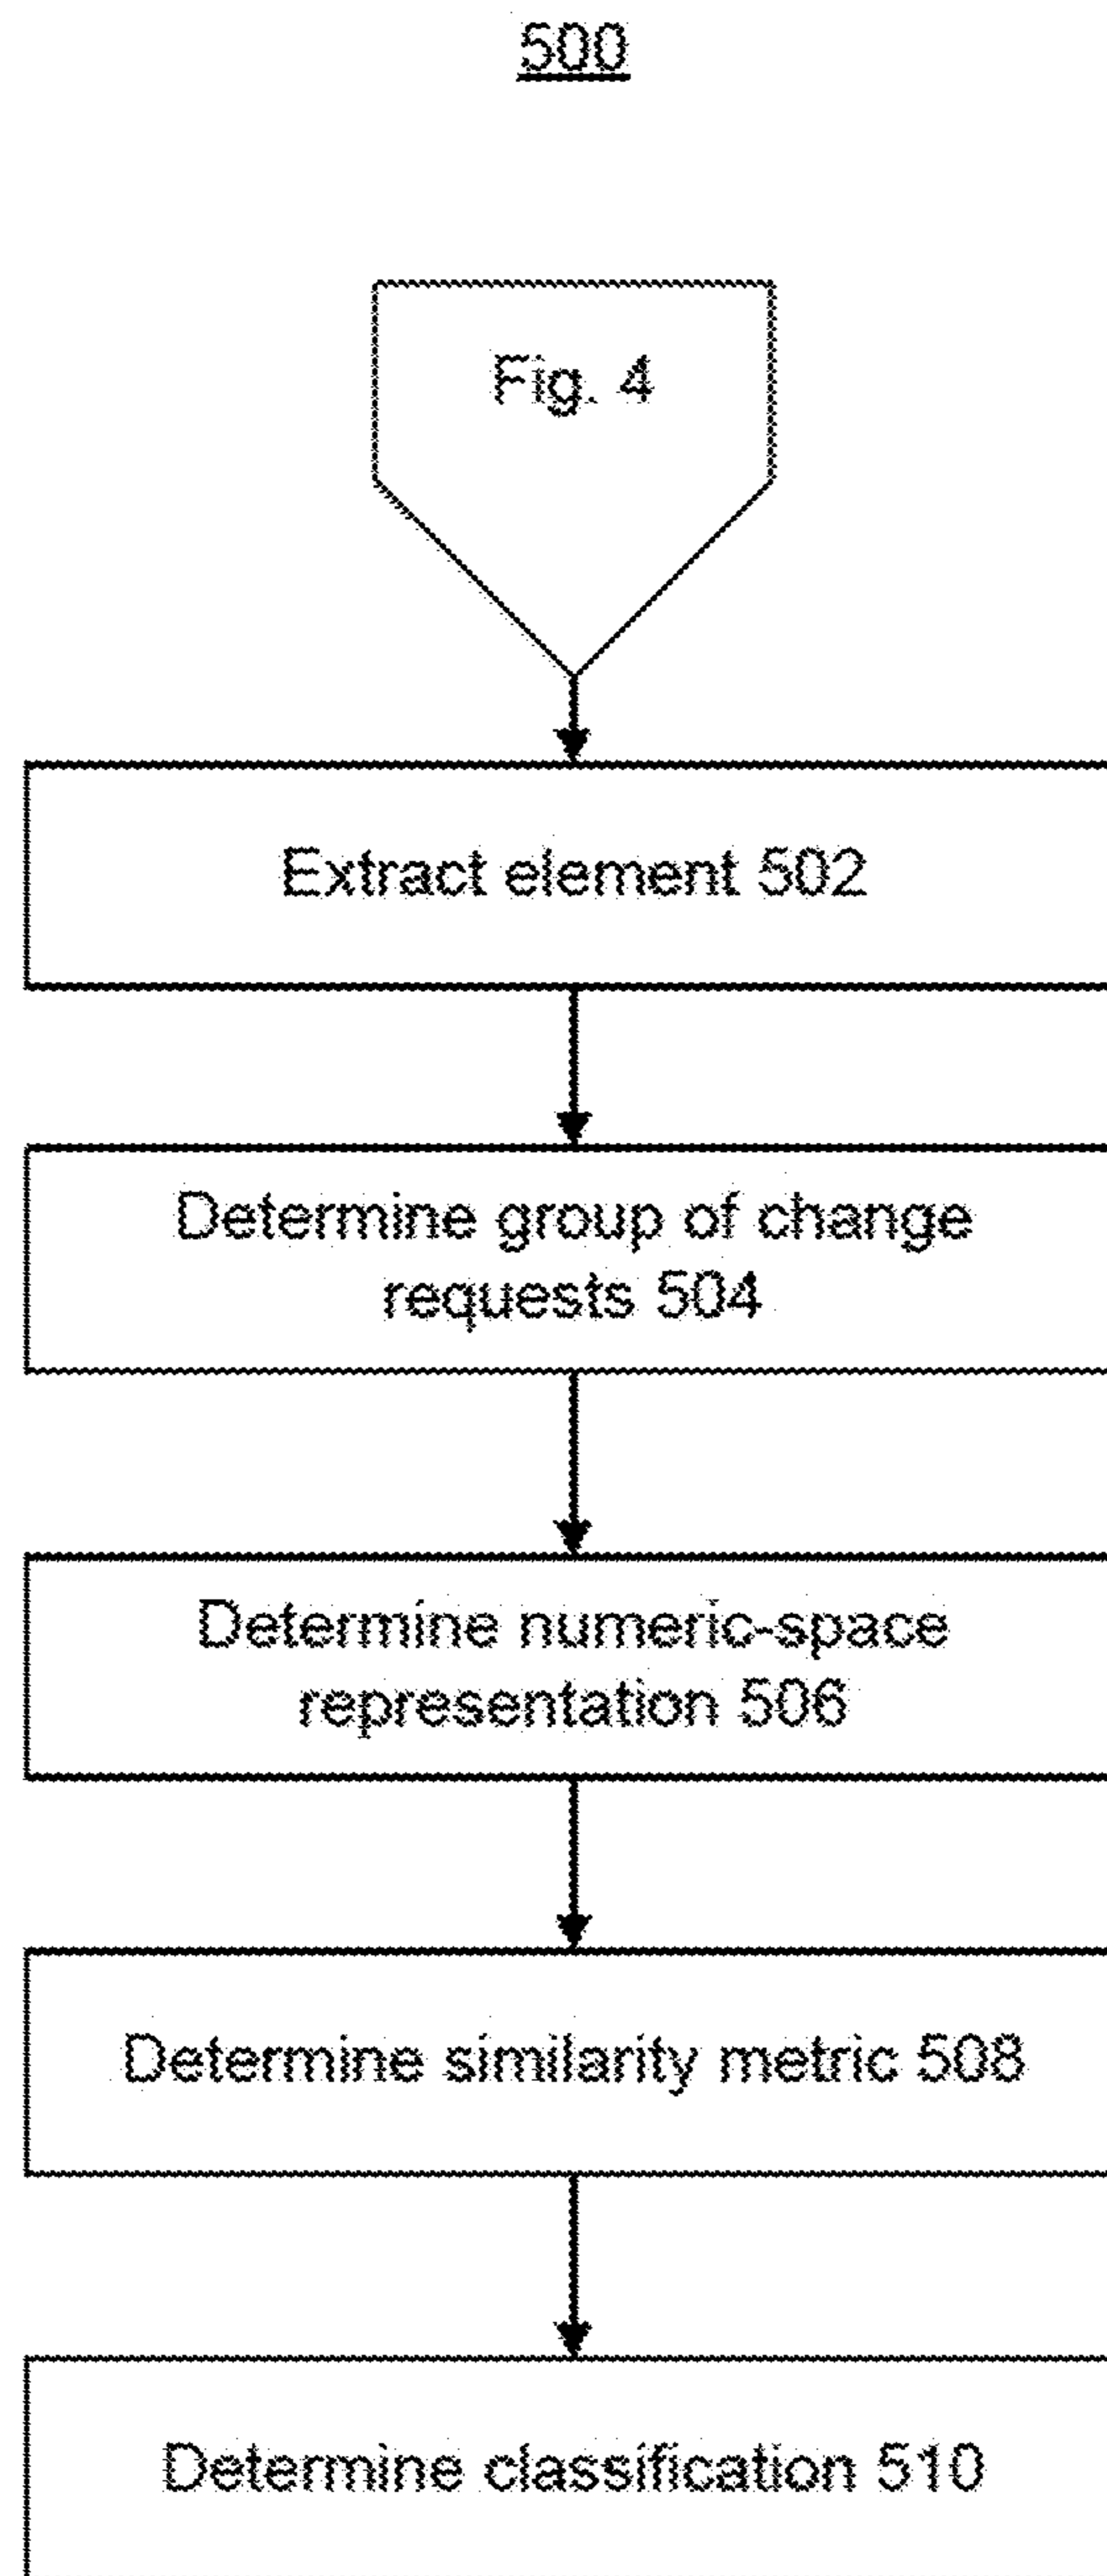 500
Fig. 4
Extract element 502
Determine group of change
requests 504
Determine numeric-space
representation 506
Determine similarity metric 508
Determine classification 510